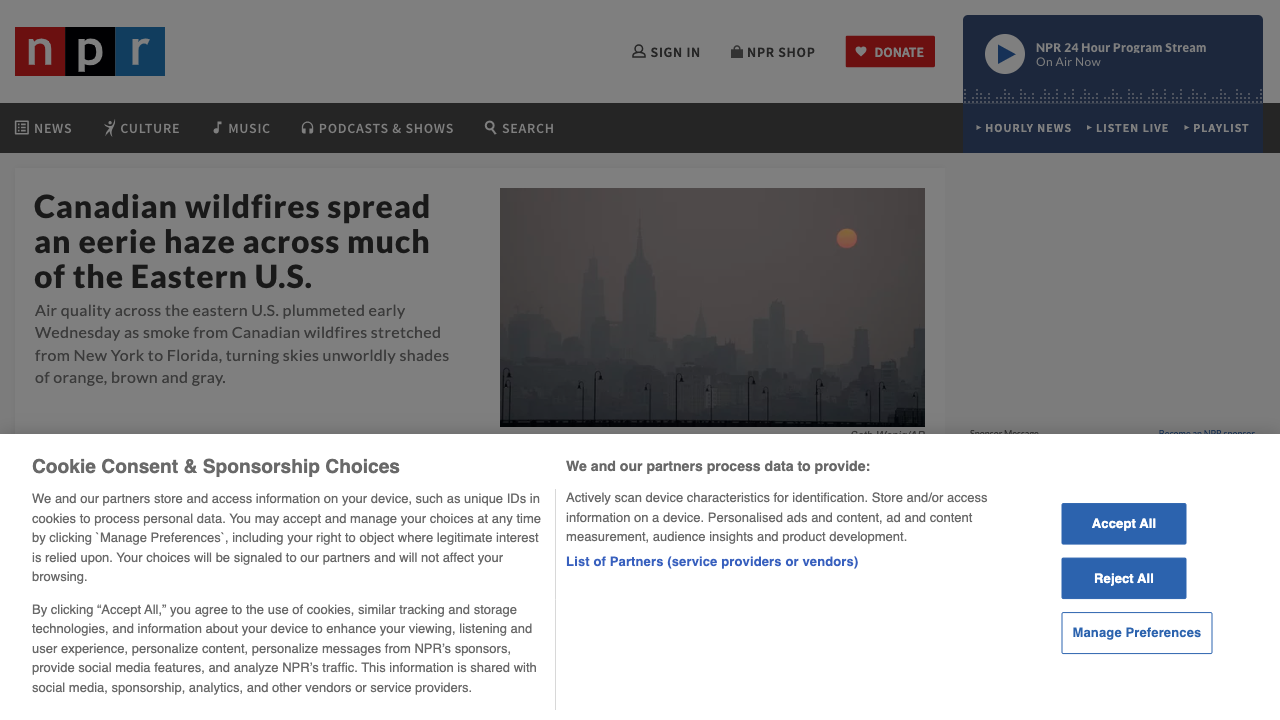 npr
SIGN IN
NPR SHOP
DONATE
NPR 24 Hour Program Stream
On Air Now
NEWS
CULTURE
MUSIC
PODCASTS & SHOWS
SEARCH
HOURLY NEWS
LISTEN LIVE
PLAYLIST
Canadian wildfires spread
an eerie haze across much
of the Eastern U.S.
Air quality across the eastern U.S. plummeted early
Wednesday as smoke from Canadian wildfires stretched
from New York to Florida, turning skies unworldly shades
of orange, brown and gray.
Sponsor Message
Become an NPR sponsor
Cookie Consent & Sponsorship Choices
We and our partners store and access information on your device, such as unique IDs in
cookies to process personal data. You may accept and manage your choices at any time
by clicking `Manage Preferences`, including your right to object where legitimate interest
is relied upon. Your choices will be signaled to our partners and will not affect your
browsing.
By clicking “Accept All,” you agree to the use of cookies, similar tracking and storage
technologies, and information about your device to enhance your viewing, listening and
user experience, personalize content, personalize messages from NPR’s sponsors,
provide social media features, and analyze NPR’s traffic. This information is shared with
social media, sponsorship, analytics, and other vendors or service providers.
We and our partners process data to provide:
Actively scan device characteristics for identification. Store and/or access
information on a device. Personalised ads and content, ad and content
measurement, audience insights and product development.
List of Partners (service providers or vendors)
Accept All
Reject All
Manage Preferences